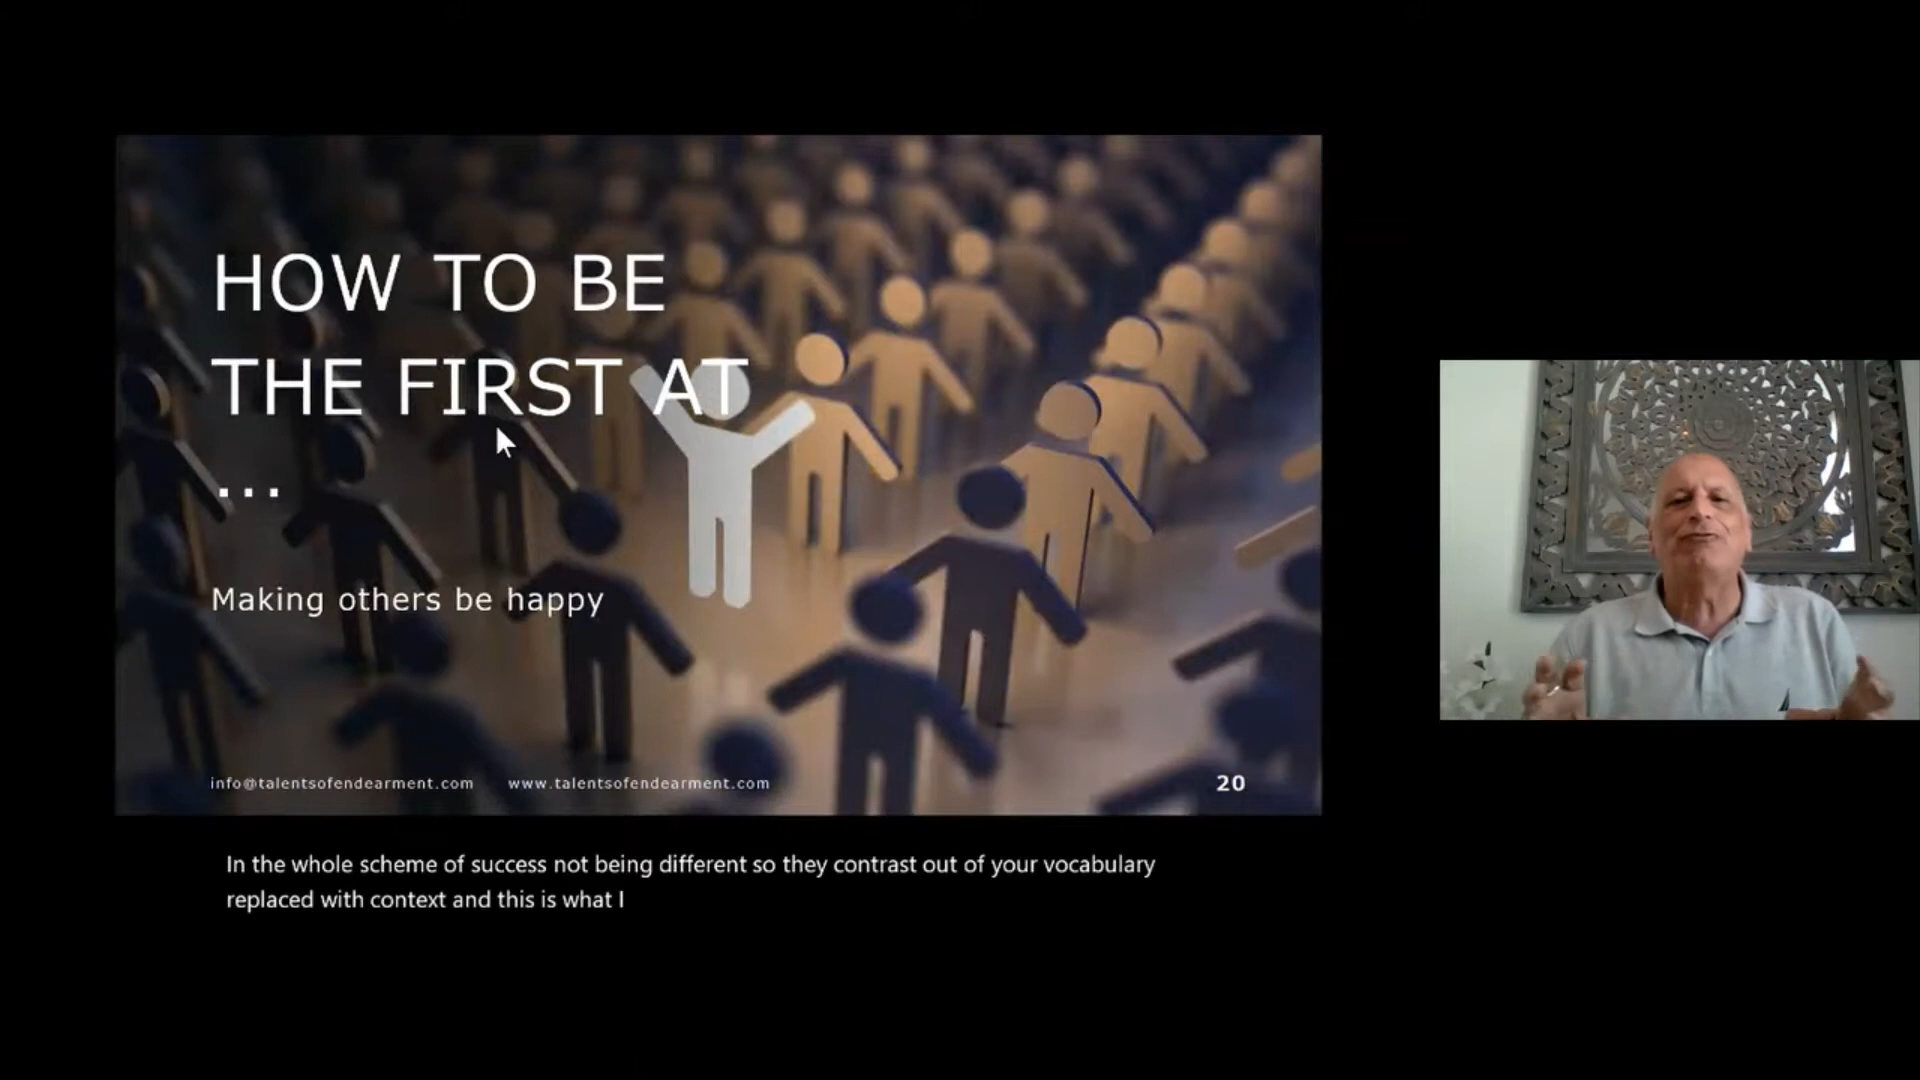 HOW TO BE
THE FIRST AT
...
Making others be happy
info@talentsofendearment.com www.talentsofendearment.com 20
In the whole scheme of success not being different so they contrast out of your vocabulary
replaced with context and this is what I